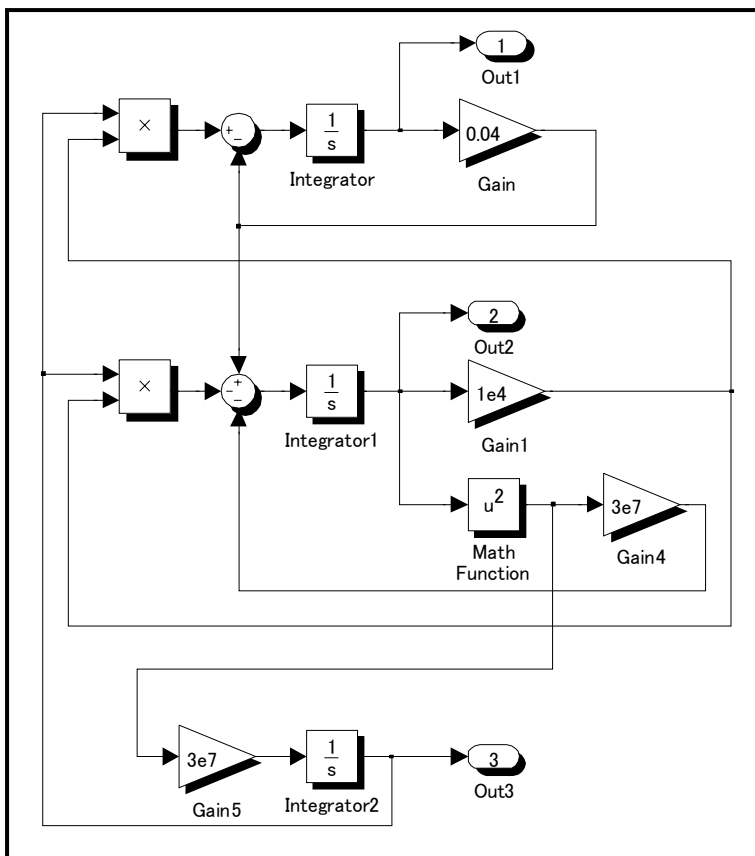 1
Out1
×
+
−
1
s
Integrator
0.04
Gain
2
Out2
×
−
+
−
1
s
Integrator1
1e4
Gain1
u²
Math
Function
3e7
Gain4
3e7
Gain5
1
s
Integrator2
3
Out3